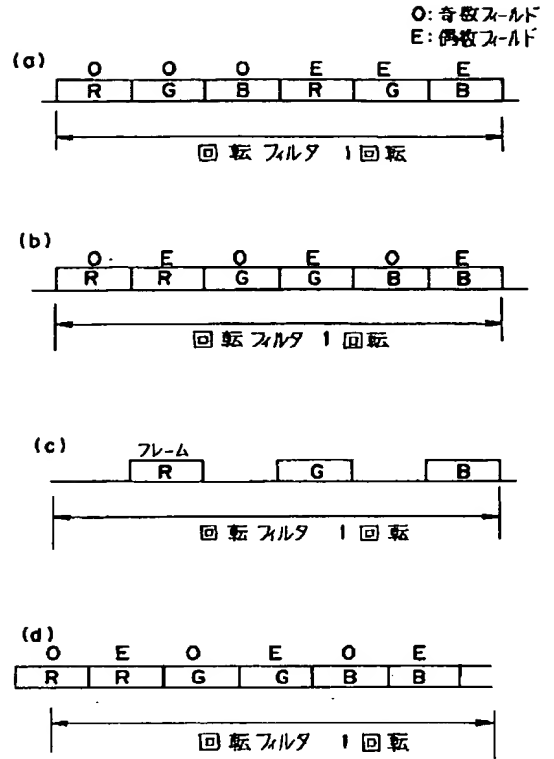 O: 奇数フィールド
E: 偶数フィールド
(a)
O O O E E E
R G B R G B
回転フィルタ 1回転
(b)
O E O E O E
R R G G B B
回転フィルタ 1回転
(c)
フレーム
R G B
回転フィルタ 1回転
(d)
O E O E O E
R R G G B B
回転フィルタ 1回転